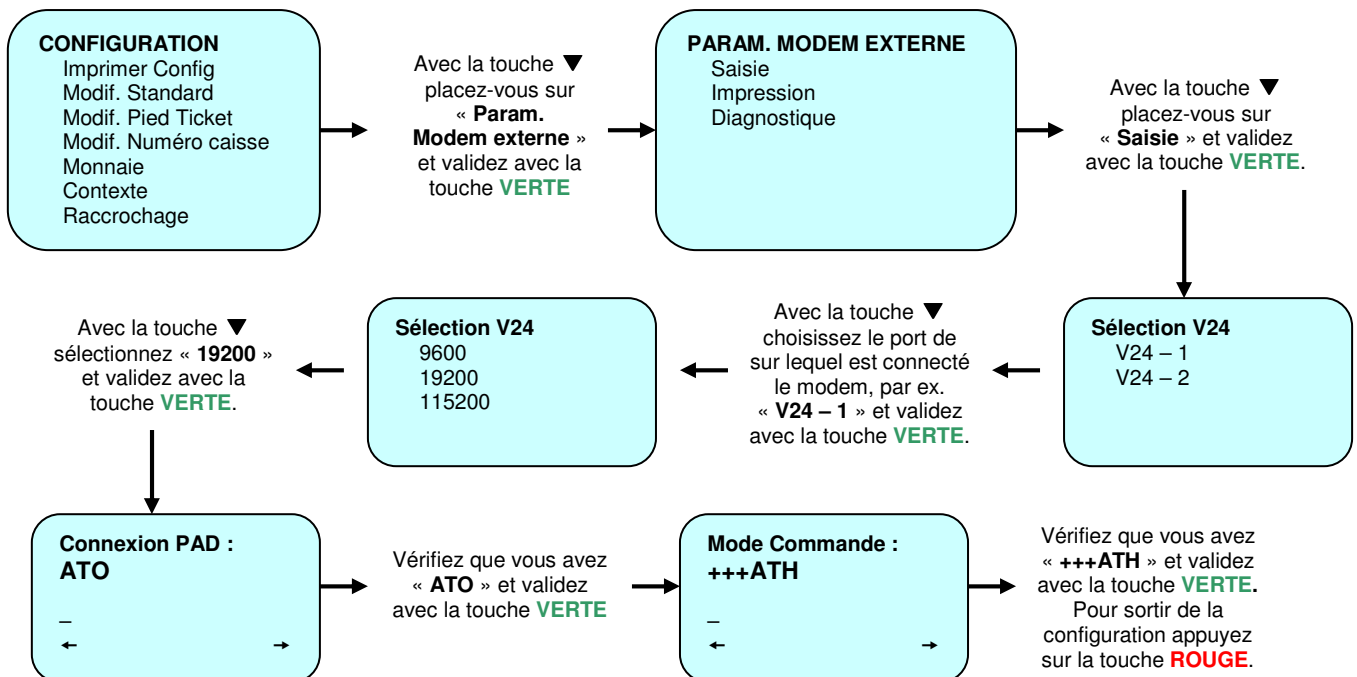 CONFIGURATION
Imprimer Config
Modif. Standard
Modif. Pied Ticket
Modif. Numéro caisse
Monnaie
Contexte
Raccrochage
Avec la touche ▼
placez-vous sur
« Param.
Modem externe »
et validez avec la
touche VERTE
PARAM. MODEM EXTERNE
Saisie
Impression
Diagnostique
Avec la touche ▼
placez-vous sur
« Saisie » et validez
avec la touche VERTE.
Sélection V24
V24 – 1
V24 – 2
Avec la touche ▼
choisissez le port de
sur lequel est connecté
le modem, par ex.
« V24 – 1 » et validez
avec la touche VERTE.
Sélection V24
9600
19200
115200
Avec la touche ▼
sélectionnez « 19200 »
et validez avec la
touche VERTE.
Connexion PAD :
ATO
_
← →
Vérifiez que vous avez
« ATO » et validez
avec la touche VERTE
Mode Commande :
+++ATH
_
← →
Vérifiez que vous avez
« +++ATH » et validez
avec la touche VERTE.
Pour sortir de la
configuration appuyez
sur la touche ROUGE.